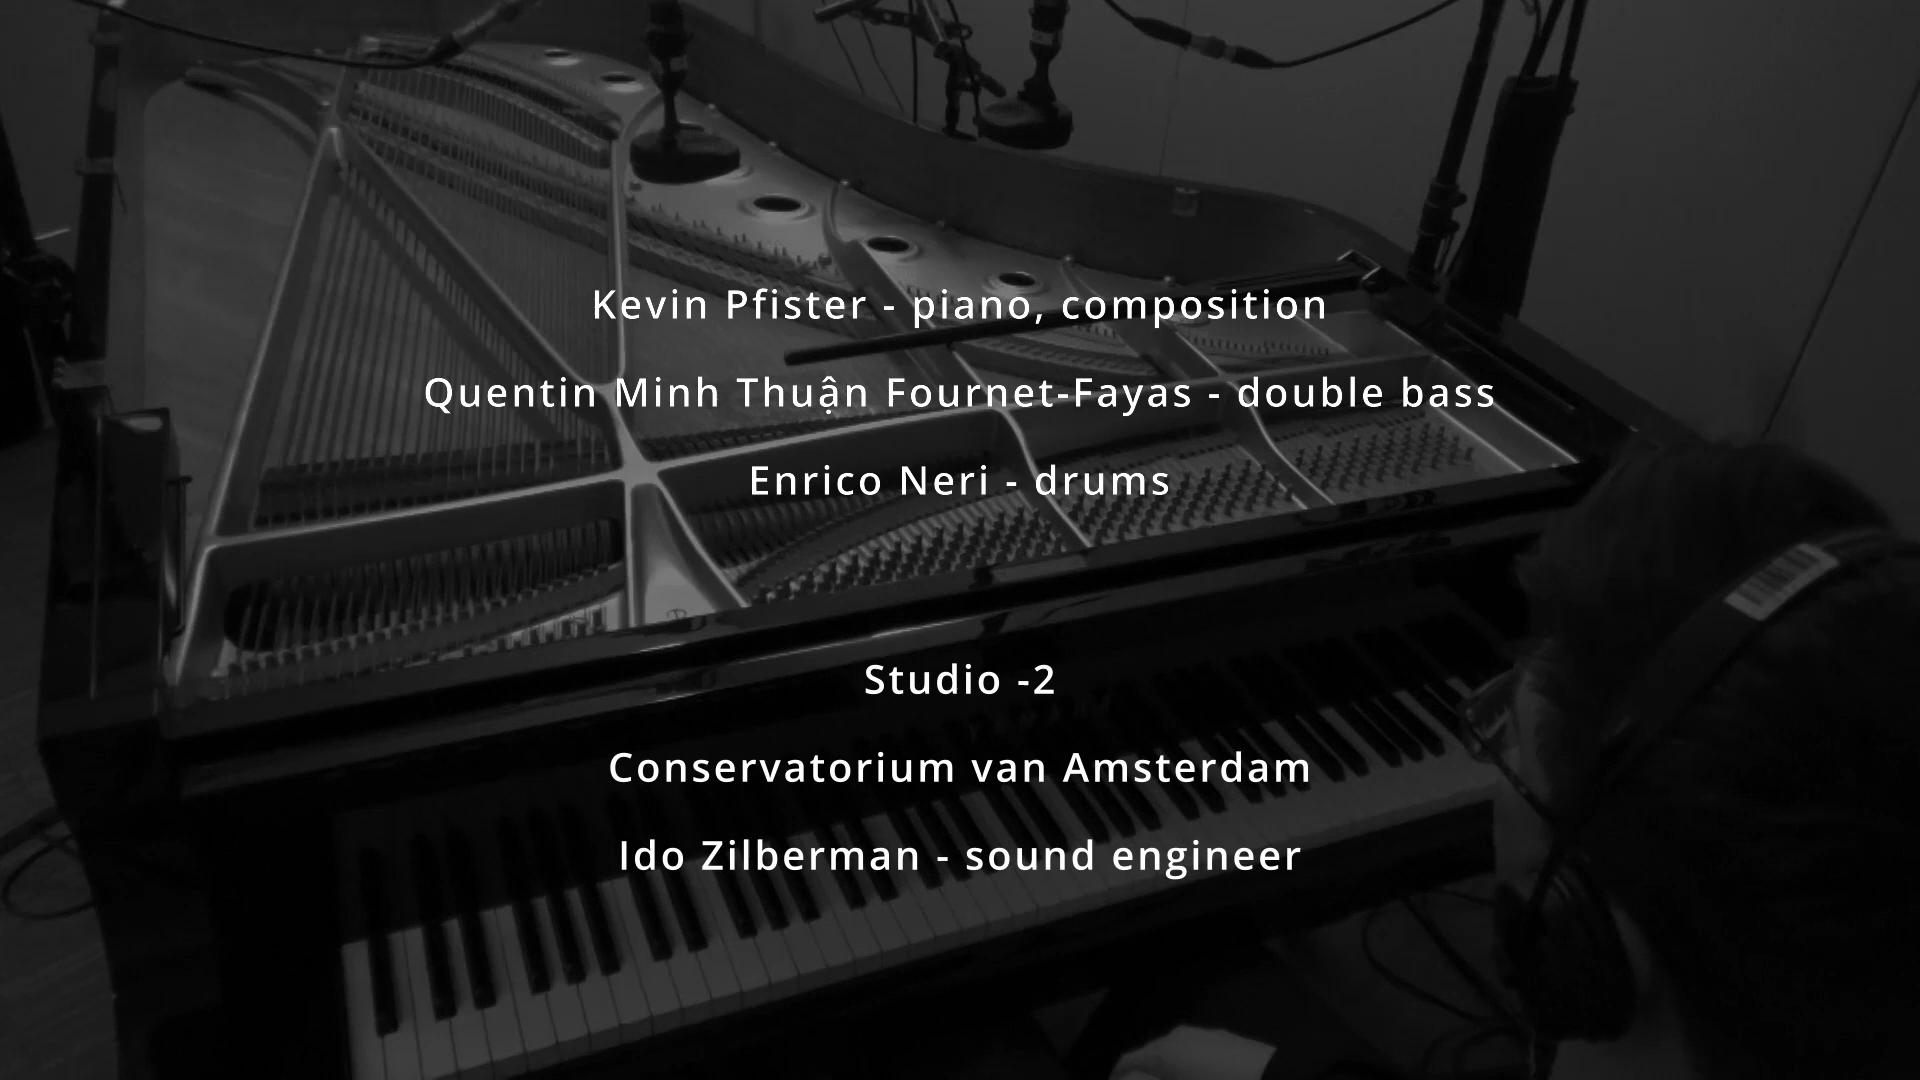 Kevin Pfister - piano, composition
Quentin Minh Thuận Fournet-Fayas - double bass
Enrico Neri - drums
Studio -2
Conservatorium van Amsterdam
Ido Zilberman - sound engineer